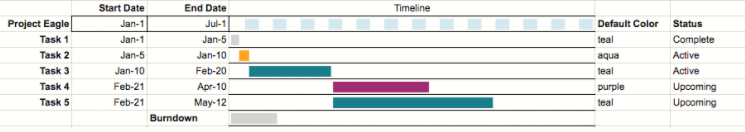 Start Date End Date Timeline
Project Eagle Jan-1 Jul-1 Default Color Status
Task 1 Jan-1 Jan-5 teal Complete
Task 2 Jan-5 Jan-10 aqua Active
Task 3 Jan-10 Feb-20 teal Active
Task 4 Feb-21 Apr-10 purple Upcoming
Task 5 Feb-21 May-12 teal Upcoming
Burndown